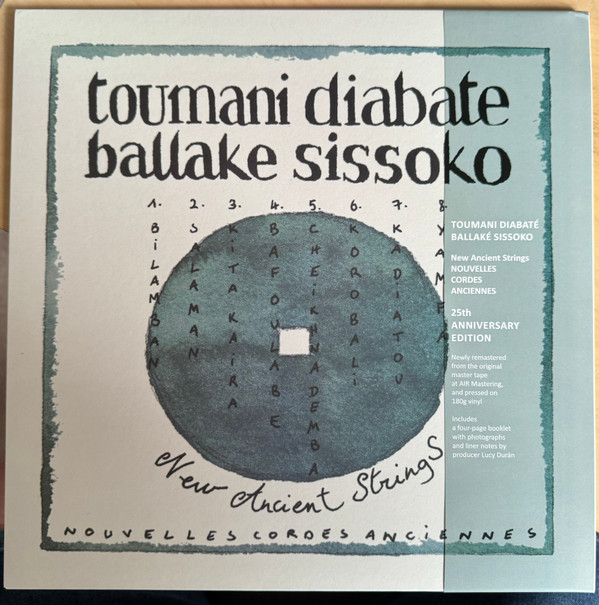 toumani diabate
ballake sissoko
1. BiLAMBAN
2. SALAMAN
3. KiTA KAiRA
4. BAFOULABE
5. CHEiKHNADEMBA
6. KOROBALi
7. KADiATOU
8. YAMFA
New Ancient Strings
NOUVELLES CORDES ANCiENNES
TOUMANI DIABATÉ
BALLAKÉ SISSOKO
New Ancient Strings
NOUVELLES
CORDES
ANCIENNES
25th
ANNIVERSARY
EDITION
Newly remastered
from the original
master tape
at AIR Mastering,
and pressed on
180g vinyl
Includes
a four-page booklet
with photographs
and liner notes by
producer Lucy Durán